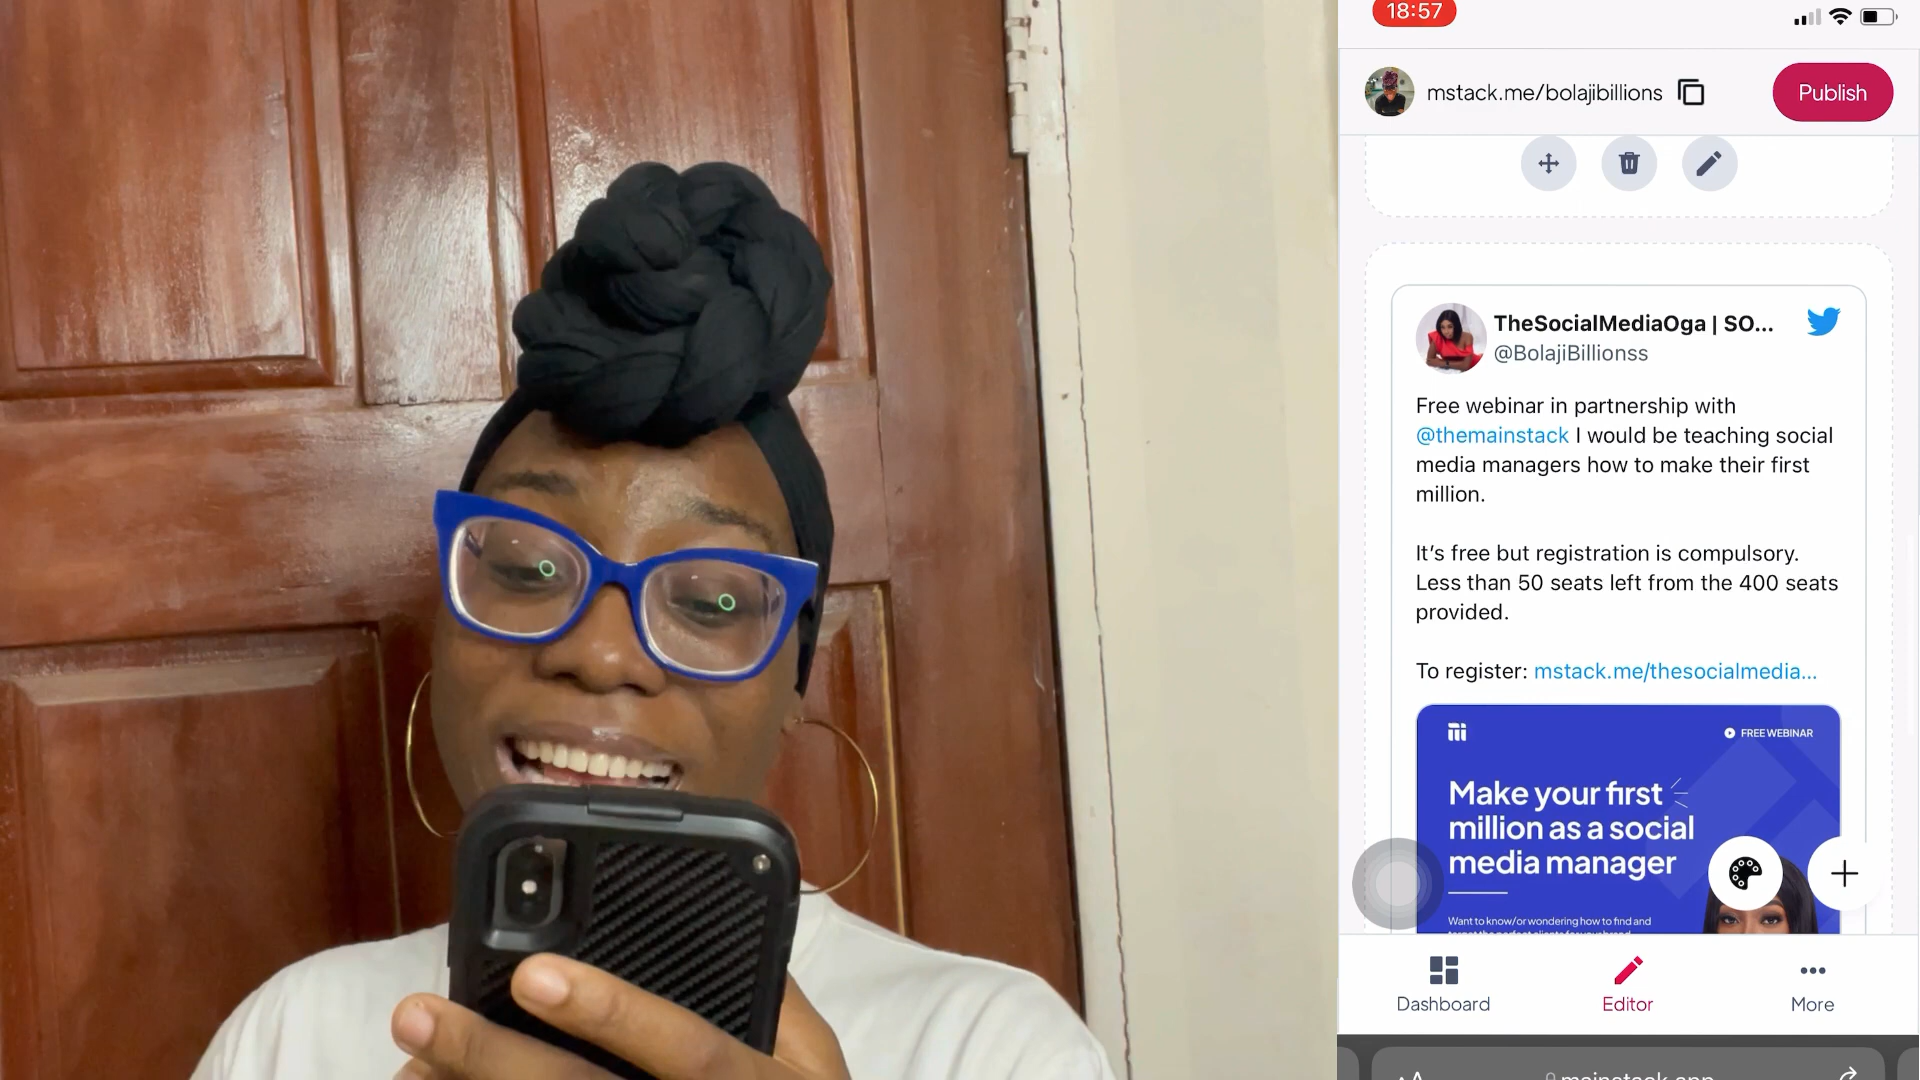 18:57
mstack.me/bolajibillions
Publish
TheSocialMediaOga | SO...
@BolajiBillionss
Free webinar in partnership with
@themainstack I would be teaching social
media managers how to make their first
million.
It’s free but registration is compulsory.
Less than 50 seats left from the 400 seats
provided.
To register: mstack.me/thesocialmedia...
FREE WEBINAR
Make your first
million as a social
media manager
Want to know/or wondering how to find and
Dashboard
Editor
More